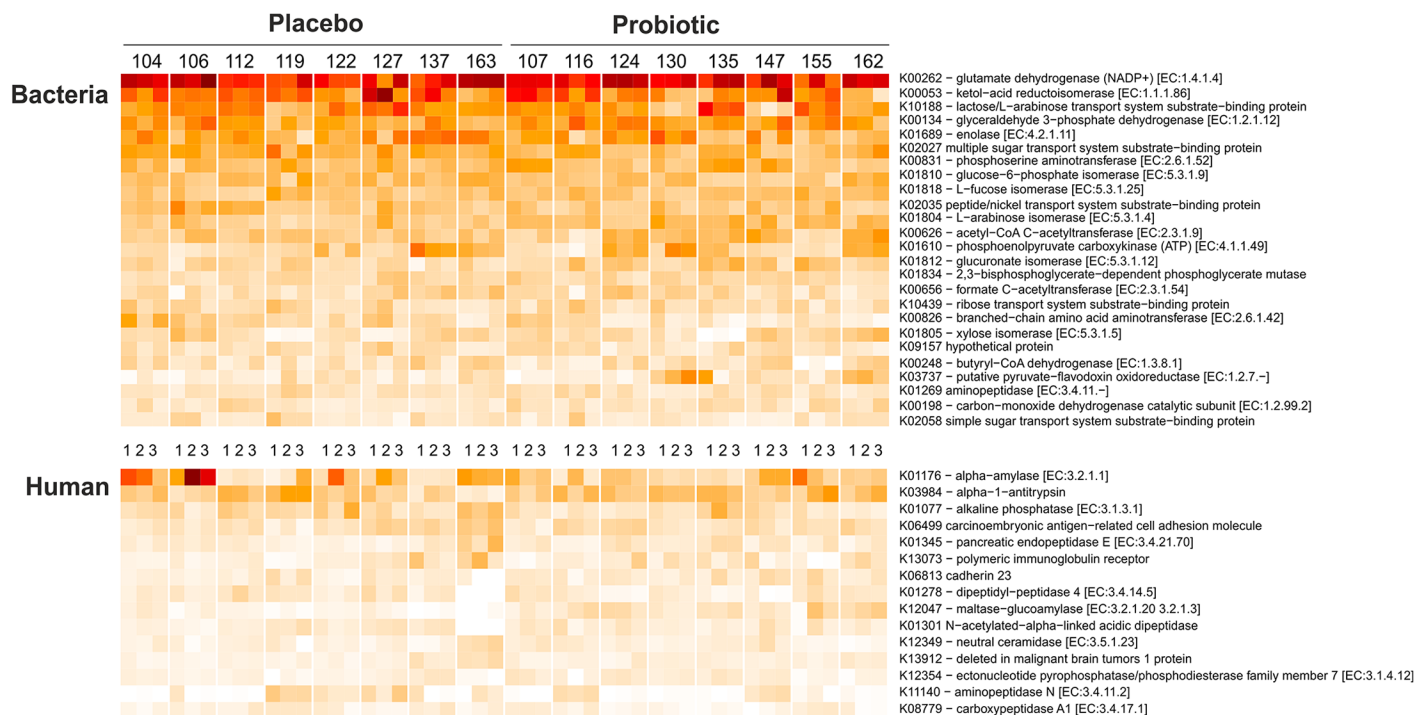 Placebo Probiotic
104 106 112 119 122 127 137 163 107 116 124 130 135 147 155 162
Bacteria
K00262 − glutamate dehydrogenase (NADP+) [EC:1.4.1.4]
K00053 − ketol−acid reductoisomerase [EC:1.1.1.86]
K10188 − lactose/L−arabinose transport system substrate−binding protein
K00134 − glyceraldehyde 3−phosphate dehydrogenase [EC:1.2.1.12]
K01689 − enolase [EC:4.2.1.11]
K02027 multiple sugar transport system substrate−binding protein
K00831 − phosphoserine aminotransferase [EC:2.6.1.52]
K01810 − glucose−6−phosphate isomerase [EC:5.3.1.9]
K01818 − L−fucose isomerase [EC:5.3.1.25]
K02035 peptide/nickel transport system substrate−binding protein
K01804 − L−arabinose isomerase [EC:5.3.1.4]
K00626 − acetyl−CoA C−acetyltransferase [EC:2.3.1.9]
K01610 − phosphoenolpyruvate carboxykinase (ATP) [EC:4.1.1.49]
K01812 − glucuronate isomerase [EC:5.3.1.12]
K01834 − 2,3−bisphosphoglycerate−dependent phosphoglycerate mutase
K00656 − formate C−acetyltransferase [EC:2.3.1.54]
K10439 − ribose transport system substrate−binding protein
K00826 − branched−chain amino acid aminotransferase [EC:2.6.1.42]
K01805 − xylose isomerase [EC:5.3.1.5]
K09157 hypothetical protein
K00248 − butyryl−CoA dehydrogenase [EC:1.3.8.1]
K03737 − putative pyruvate−flavodoxin oxidoreductase [EC:1.2.7.−]
K01269 aminopeptidase [EC:3.4.11.−]
K00198 − carbon−monoxide dehydrogenase catalytic subunit [EC:1.2.99.2]
K02058 simple sugar transport system substrate−binding protein
1 2 3 1 2 3 1 2 3 1 2 3 1 2 3 1 2 3 1 2 3 1 2 3 1 2 3 1 2 3 1 2 3 1 2 3 1 2 3 1 2 3 1 2 3 1 2 3
Human
K01176 − alpha−amylase [EC:3.2.1.1]
K03984 − alpha−1−antitrypsin
K01077 − alkaline phosphatase [EC:3.1.3.1]
K06499 carcinoembryonic antigen−related cell adhesion molecule
K01345 − pancreatic endopeptidase E [EC:3.4.21.70]
K13073 − polymeric immunoglobulin receptor
K06813 cadherin 23
K01278 − dipeptidyl−peptidase 4 [EC:3.4.14.5]
K12047 − maltase−glucoamylase [EC:3.2.1.20 3.2.1.3]
K01301 N−acetylated−alpha−linked acidic dipeptidase
K12349 − neutral ceramidase [EC:3.5.1.23]
K13912 − deleted in malignant brain tumors 1 protein
K12354 − ectonucleotide pyrophosphatase/phosphodiesterase family member 7 [EC:3.1.4.12]
K11140 − aminopeptidase N [EC:3.4.11.2]
K08779 − carboxypeptidase A1 [EC:3.4.17.1]